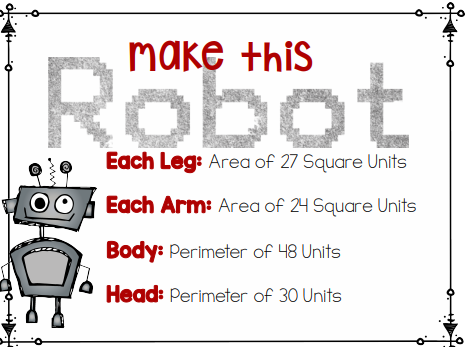 make this
Robot
Each Leg: Area of 27 Square Units
Each Arm: Area of 24 Square Units
Body: Perimeter of 48 Units
Head: Perimeter of 30 Units